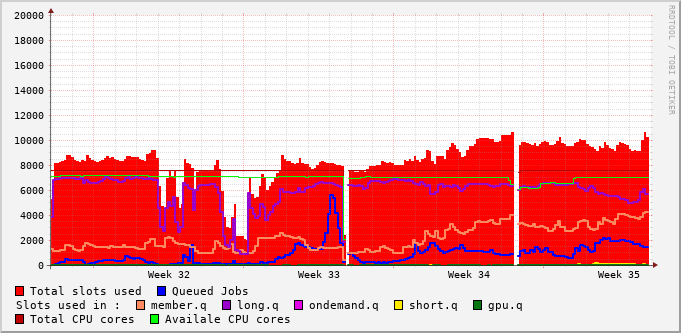 RRDTOOL / TOBI OETIKER
20000
18000
16000
14000
12000
10000
8000
6000
4000
2000
0
Week 32 Week 33 Week 34 Week 35
Total slots used Queued Jobs
Slots used in : member.q long.q ondemand.q short.q gpu.q
Total CPU cores Availale CPU cores